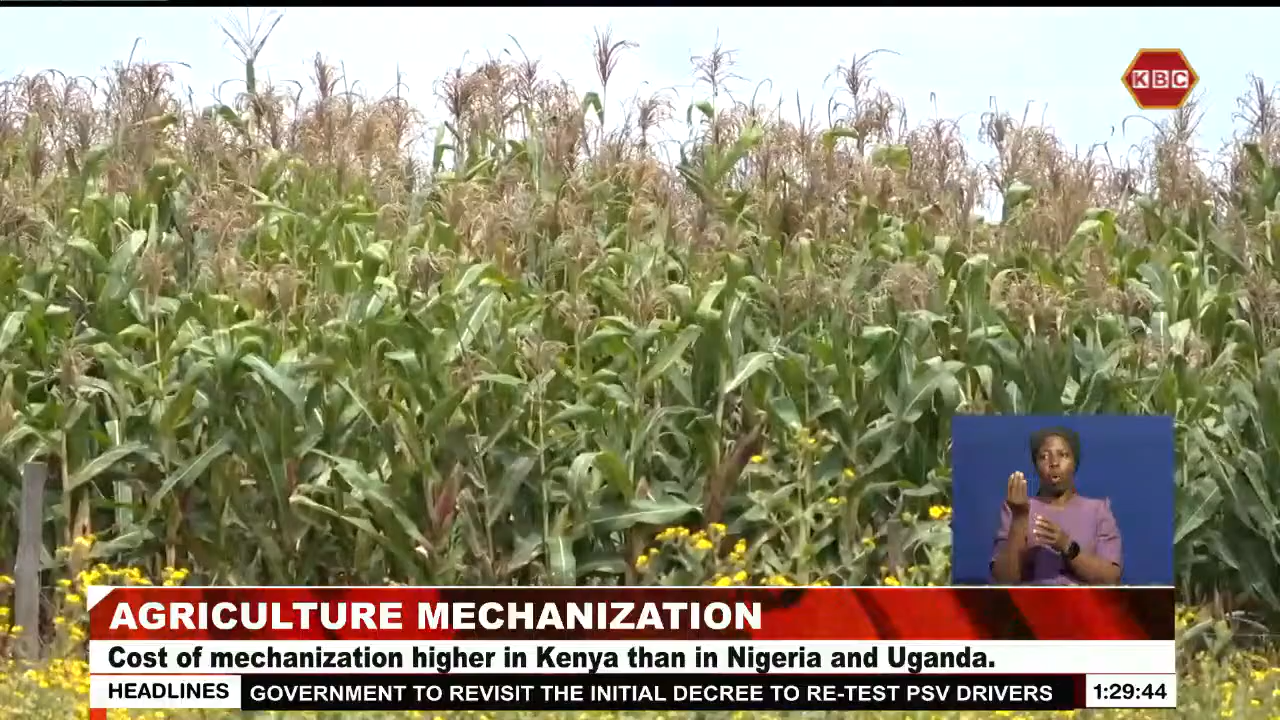 KBC
AGRICULTURE MECHANIZATION
Cost of mechanization higher in Kenya than in Nigeria and Uganda.
HEADLINES GOVERNMENT TO REVISIT THE INITIAL DECREE TO RE-TEST PSV DRIVERS 1:29:44